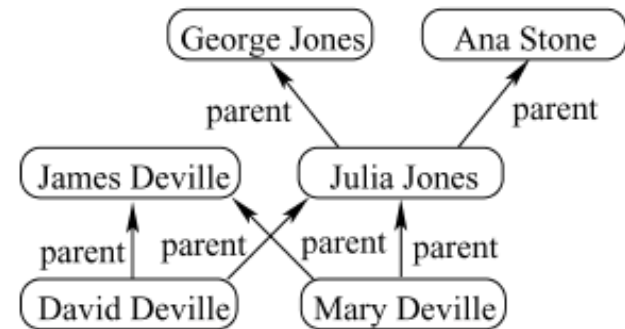 George Jones Ana Stone
parent parent
James Deville Julia Jones
parent parent parent parent
David Deville Mary Deville